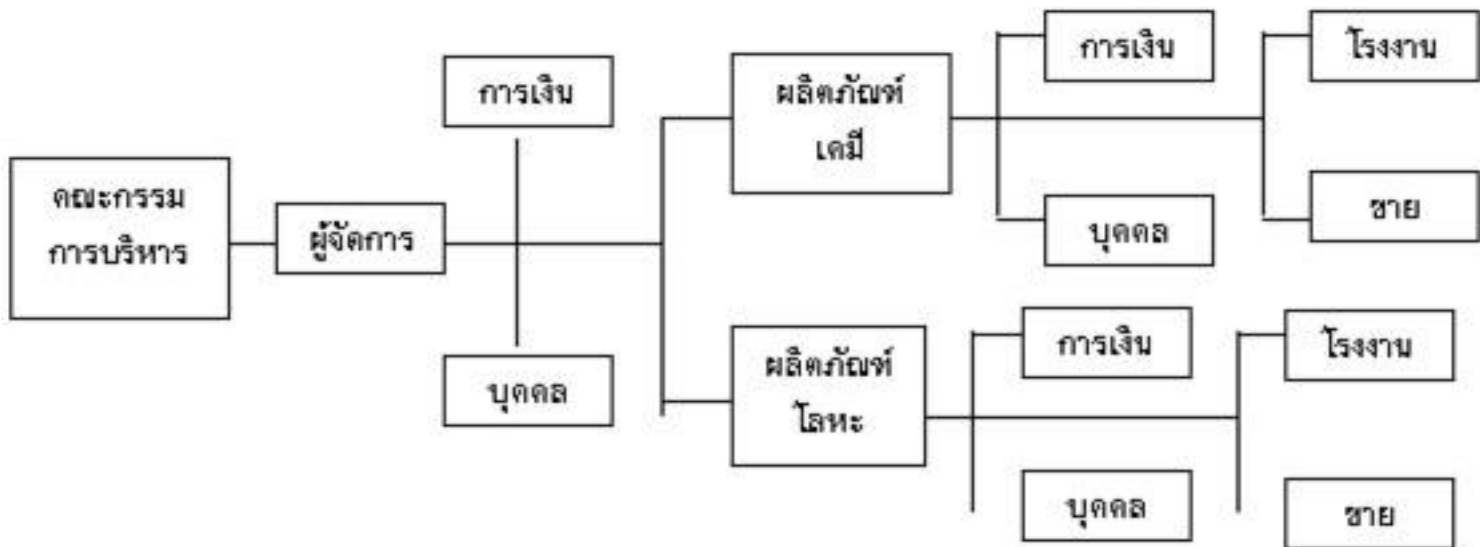 คณะกรรม
การบริหาร
ผู้จัดการ
การเงิน
บุคคล
ผลิตภัณฑ์
เคมี
การเงิน
บุคคล
โรงงาน
ขาย
ผลิตภัณฑ์
โลหะ
การเงิน
บุคคล
โรงงาน
ขาย